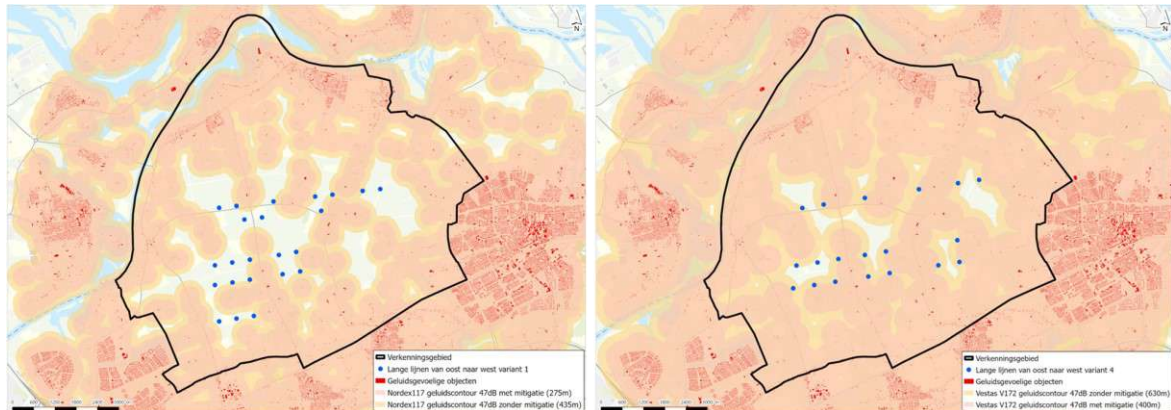 N
Verkenningsgebied
Lange lijnen van oost naar west variant 1
Geluidsgevoelige objecten
Nordex117 geluidscontour 47dB met mitigatie (275m)
Nordex117 geluidscontour 47dB zonder mitigatie (435m)
N
Verkenningsgebied
Lange lijnen van oost naar west variant 4
Geluidsgevoelige objecten
Vestas V172 geluidscontour 47dB zonder mitigatie (630m)
Vestas V172 geluidscontour 47dB met mitigatie (400m)